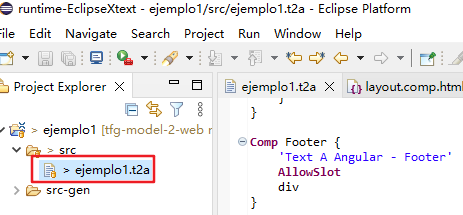 runtime-EclipseXtext - ejemplo1/src/ejemplo1.t2a - Eclipse Platform
File Edit Navigate Search Project Run Window Help
Project Explorer
> ejemplo1 [tfg-model-2-web
> src
> ejemplo1.t2a
src-gen
ejemplo1.t2a
layout.comp.html
}
}
Comp Footer {
'Text A Angular - Footer'
AllowSlot
div
}